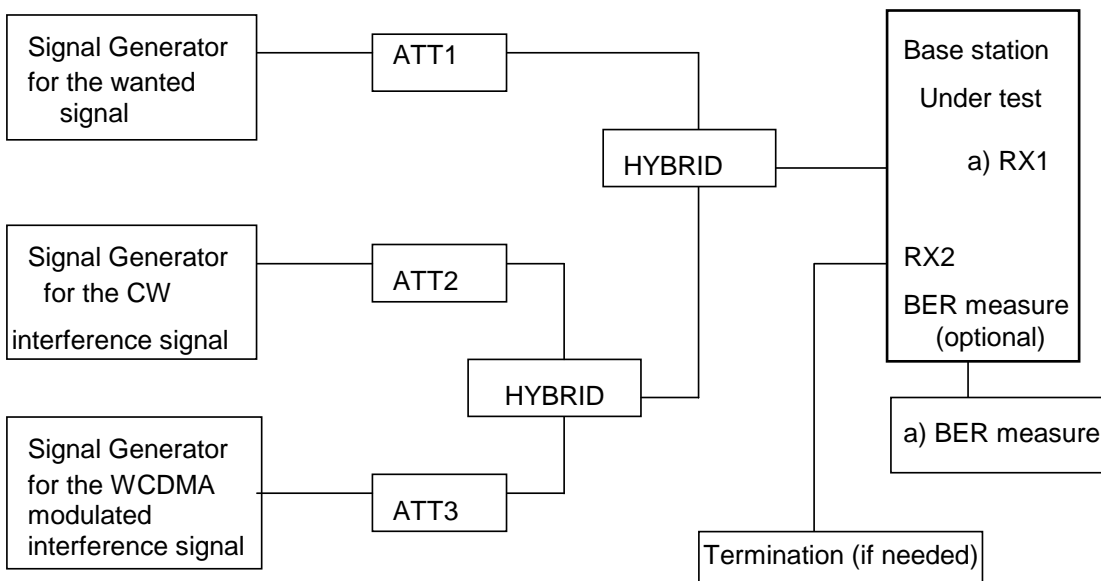 Signal Generator
for the wanted
signal
ATT1
HYBRID
Base station
Under test
a) RX1
RX2
BER measure
(optional)
Signal Generator
for the CW
interference signal
ATT2
HYBRID
Signal Generator
for the WCDMA
modulated
interference signal
ATT3
a) BER measure
Termination (if needed)